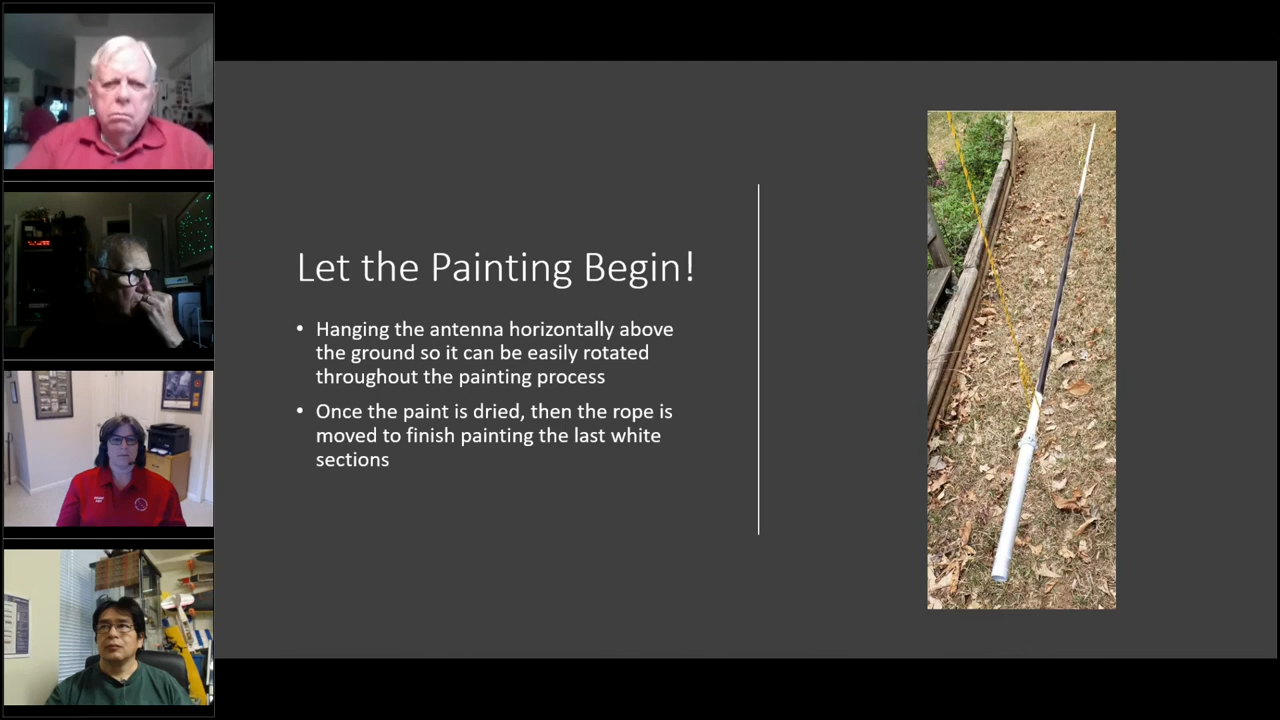 Let the Painting Begin!
• Hanging the antenna horizontally above
the ground so it can be easily rotated
throughout the painting process
• Once the paint is dried, then the rope is
moved to finish painting the last white
sections